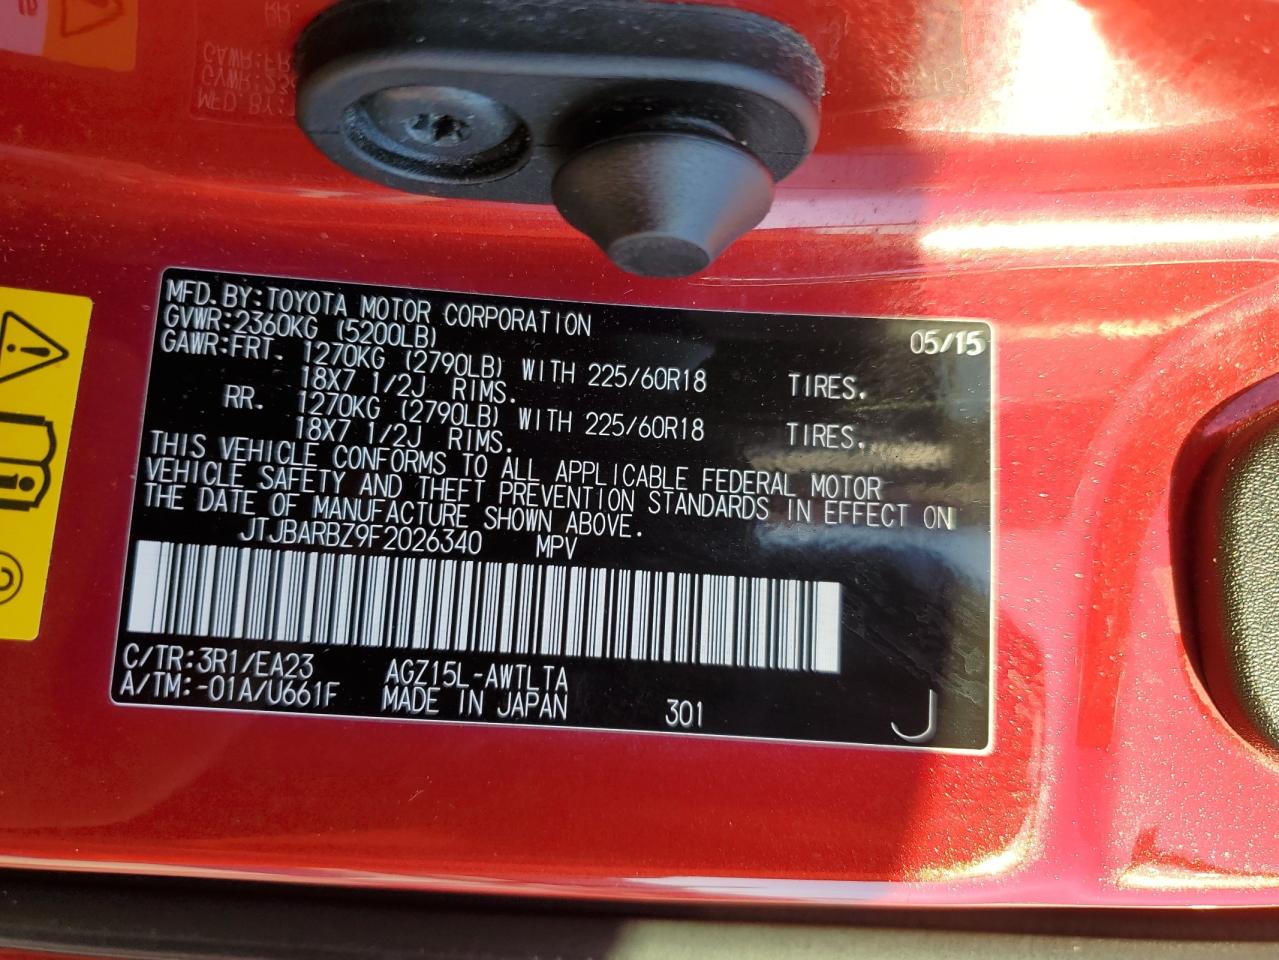 MFD. BY: TOYOTA MOTOR CORPORATION 05/15
GVWR: 2360KG (5200LB)
GAWR: FRT. 1270KG (2790LB) WITH 225/60R18 TIRES.
18X7 1/2J RIMS.
RR. 1270KG (2790LB) WITH 225/60R18 TIRES.
18X7 1/2J RIMS.
THIS VEHICLE CONFORMS TO ALL APPLICABLE FEDERAL MOTOR
VEHICLE SAFETY AND THEFT PREVENTION STANDARDS IN EFFECT ON
THE DATE OF MANUFACTURE SHOWN ABOVE.
JTJBARBZ9F2026340 MPV
C/TR: 3R1/EA23 AGZ15L-AWTLTA
A/TM: -01A/U661F MADE IN JAPAN 301 J